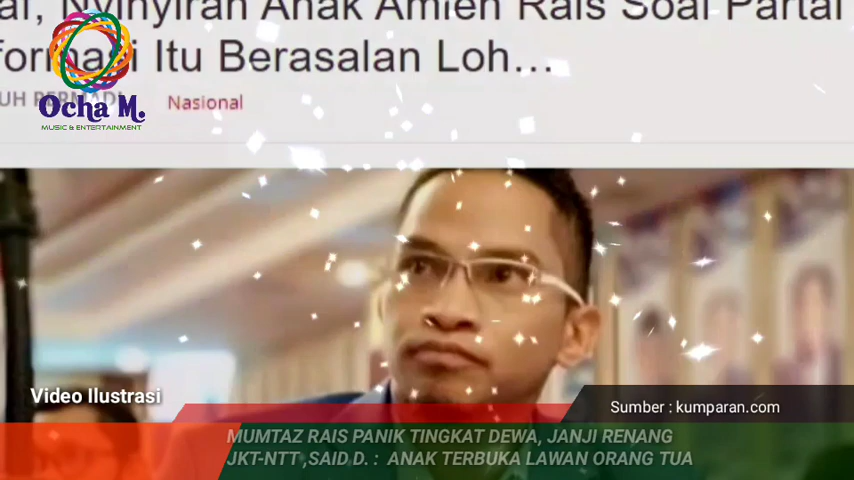 Nyinyiran Anak Amien Rais Soal Partai
Itu Berasalan Loh...
Ocha M.
MUSIC & ENTERTAINMENT
Nasional
Video Ilustrasi
Sumber : kumparan.com
MUMTAZ RAIS PANIK TINGKAT DEWA, JANJI RENANG
JKT-NTT ,SAID D. : ANAK TERBUKA LAWAN ORANG TUA